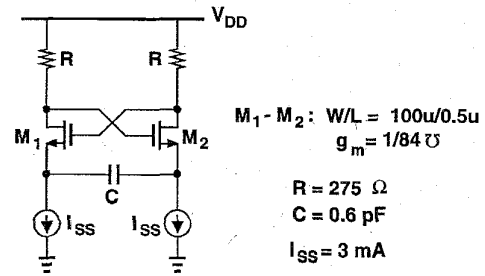 V_DD
R R
M_1 M_2
C
I_SS I_SS
M_1 - M_2 : W/L = 100u/0.5u
g_m = 1/84 ℧
R = 275 Ω
C = 0.6 pF
I_SS = 3 mA